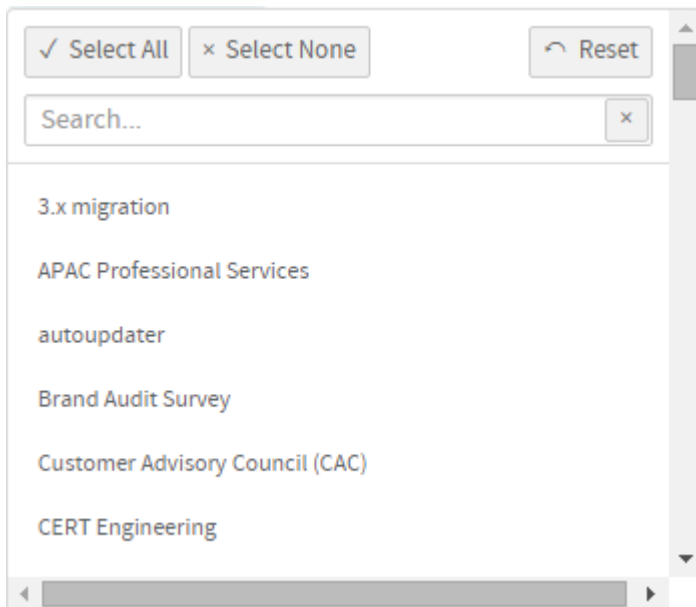 ✓ Select All × Select None ↶ Reset
Search... ×
3.x migration
APAC Professional Services
autoupdater
Brand Audit Survey
Customer Advisory Council (CAC)
CERT Engineering